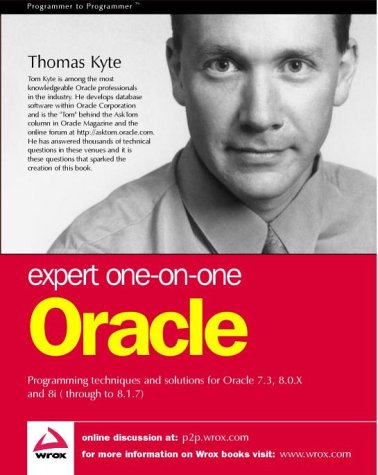 Programmer to Programmer™
Thomas Kyte
Tom Kyte is among the most
knowledgeable Oracle professionals
in the industry. He develops database
software within Oracle Corporation
and is the "Tom" behind the AskTom
column in Oracle Magazine and the
online forum at http://asktom.oracle.com.
He has answered thousands of technical
questions in these venues and it is
these questions that sparked the
creation of this book.
expert one-on-one
Oracle
Programming techniques and solutions for Oracle 7.3, 8.0.X
and 8i ( through to 8.1.7)
wrox
online discussion at: p2p.wrox.com
for more information on Wrox books visit: www.wrox.com